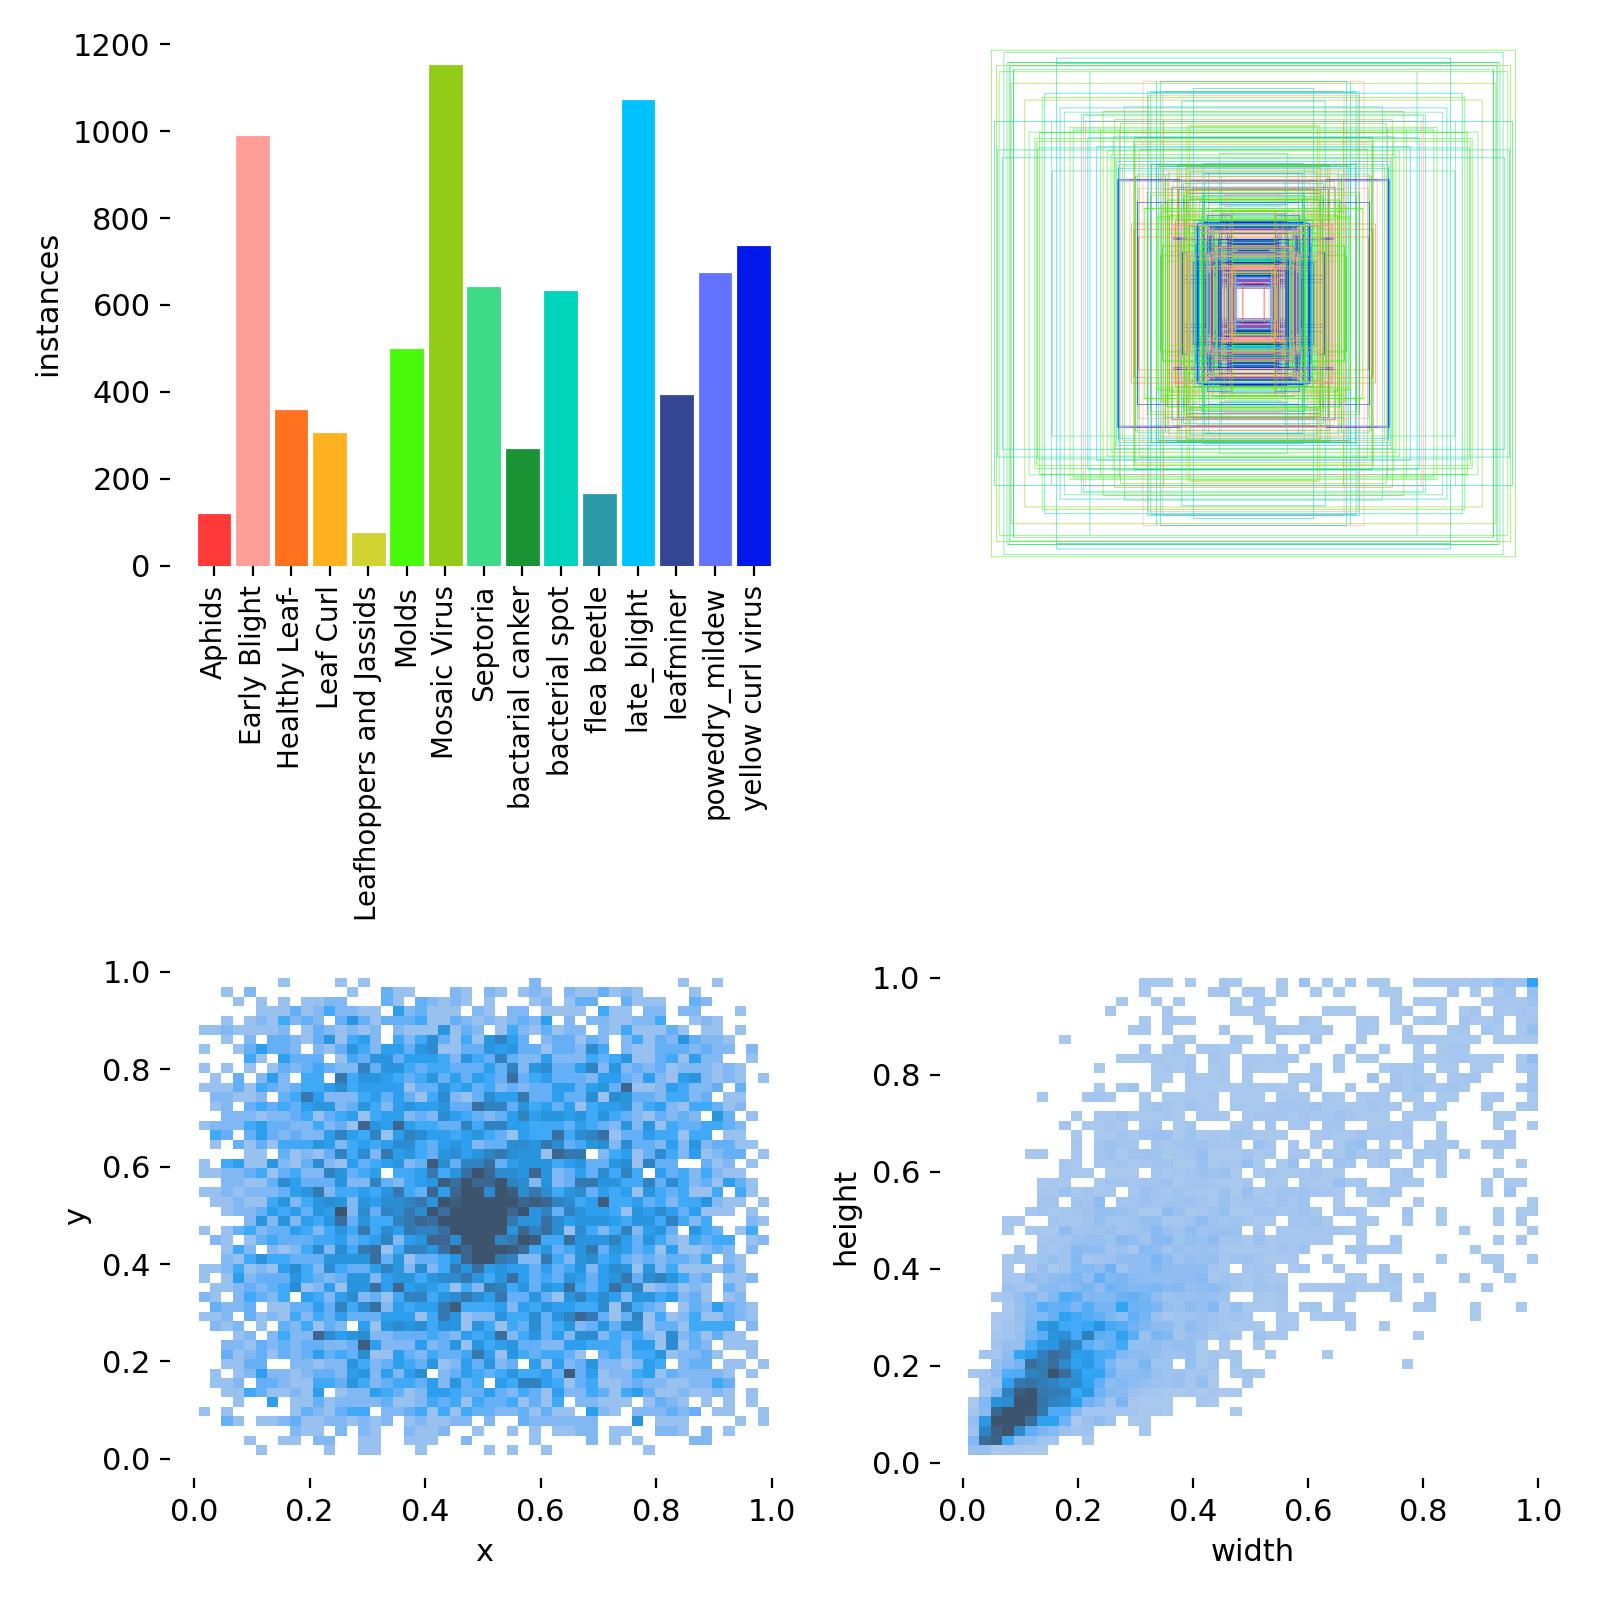 1200
1000
800
600
400
200
0
instances
Aphids
Early Blight
Healthy Leaf-
Leaf Curl
Leafhoppers and Jassids
Molds
Mosaic Virus
Septoria
bactarial canker
bacterial spot
flea beetle
late_blight
leafminer
powedry_mildew
yellow curl virus
1.0
0.8
0.6
0.4
0.2
0.0
y
0.0 0.2 0.4 0.6 0.8 1.0
x
1.0
0.8
0.6
0.4
0.2
0.0
height
0.0 0.2 0.4 0.6 0.8 1.0
width